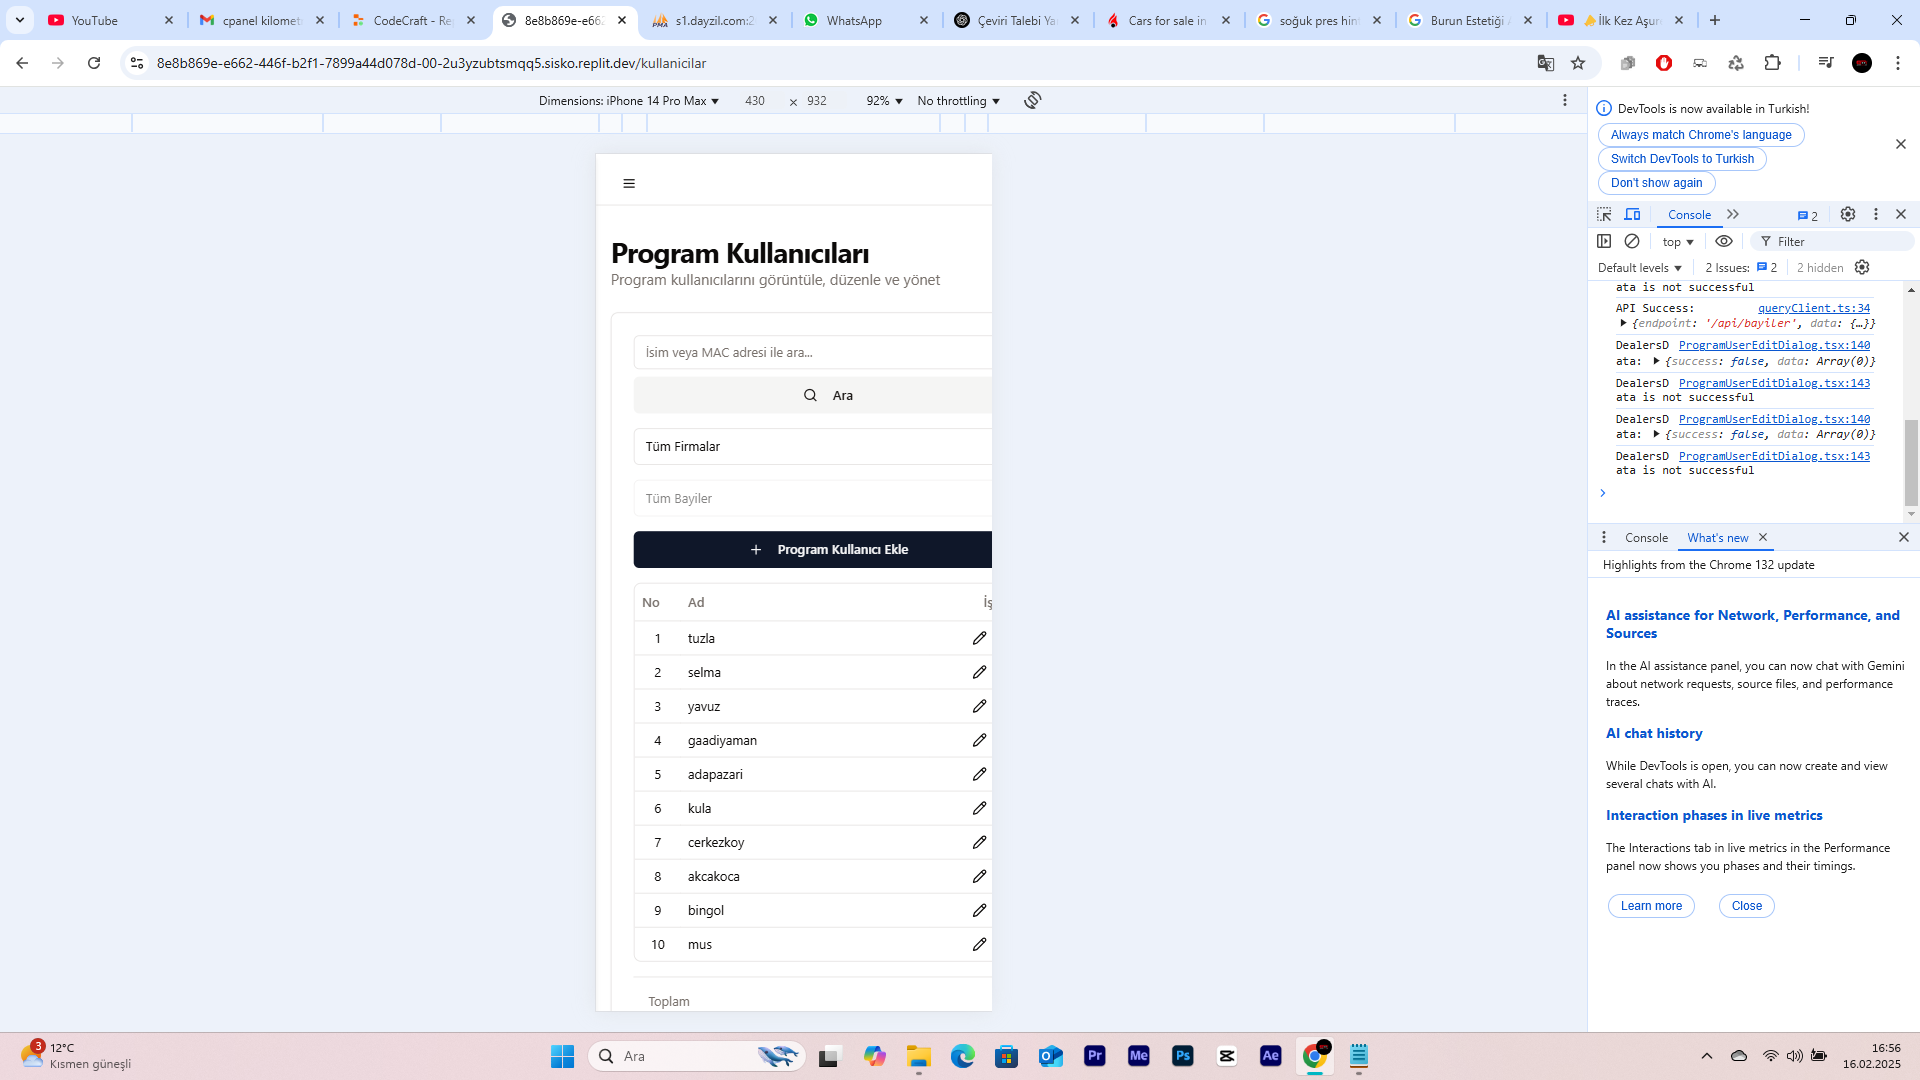 YouTube
cpanel kilomet
CodeCraft - Re
8e8b869e-e662
s1.dayzil.com:2
WhatsApp
Çeviri Talebi Ya
Cars for sale in
soğuk pres hin
Burun Estetiği
İlk Kez Aşur
8e8b869e-e662-446f-b2f1-7899a44d078d-00-2u3yzubtsmqq5.sisko.replit.dev/kullanicilar
Dimensions: iPhone 14 Pro Max
430
×
932
92%
No throttling
Program Kullanıcıları
Program kullanıcılarını görüntüle, düzenle ve yönet
İsim veya MAC adresi ile ara...
Ara
Tüm Firmalar
Tüm Bayiler
Program Kullanıcı Ekle
No Ad İş
1 tuzla
2 selma
3 yavuz
4 gaadiyaman
5 adapazari
6 kula
7 cerkezkoy
8 akcakoca
9 bingol
10 mus
Toplam
DevTools is now available in Turkish!
Always match Chrome's language
Switch DevTools to Turkish
Don't show again
Console
2
top
Filter
Default levels
2 Issues:
2
2 hidden
ata is not successful
API Success: queryClient.ts:34
{endpoint: '/api/bayiler', data: {…}}
DealersD ProgramUserEditDialog.tsx:140
ata: {success: false, data: Array(0)}
DealersD ProgramUserEditDialog.tsx:143
ata is not successful
DealersD ProgramUserEditDialog.tsx:140
ata: {success: false, data: Array(0)}
DealersD ProgramUserEditDialog.tsx:143
ata is not successful
Console
What's new
Highlights from the Chrome 132 update
AI assistance for Network, Performance, and
Sources
In the AI assistance panel, you can now chat with Gemini
about network requests, source files, and performance
traces.
AI chat history
While DevTools is open, you can now create and view
several chats with AI.
Interaction phases in live metrics
The Interactions tab in live metrics in the Performance
panel now shows you phases and their timings.
Learn more
Close
3
12°C
Kısmen güneşli
Ara
Pr
Me
Ps
Ae
16:56
16.02.2025